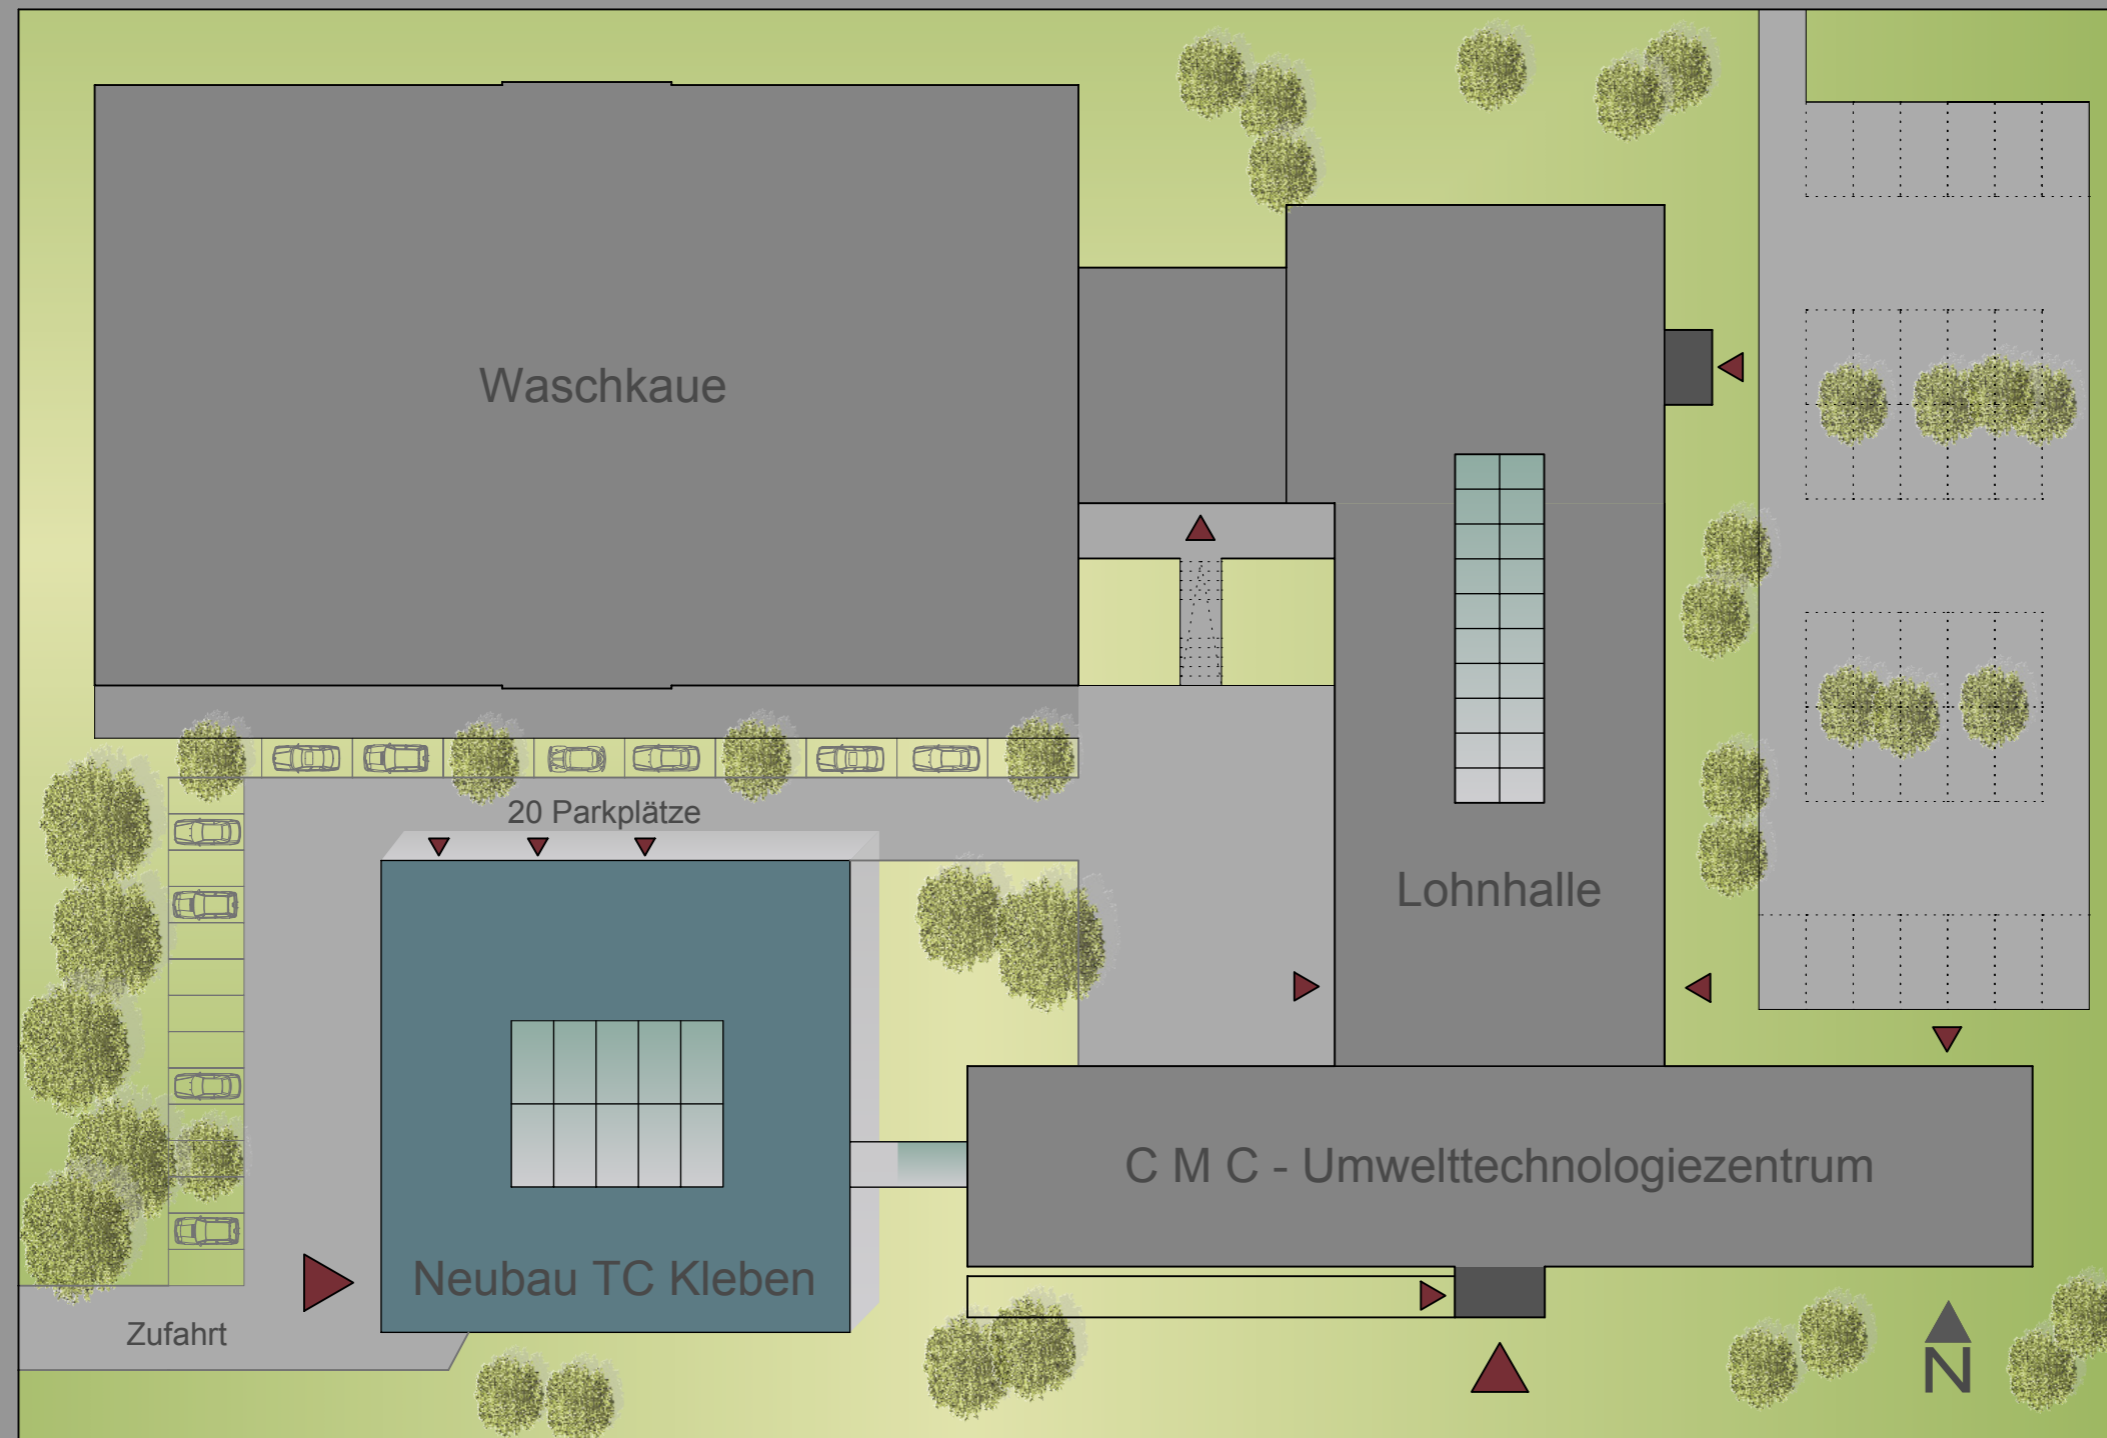 Waschkaue
20 Parkplätze
Lohnhalle
C M C - Umwelttechnologiezentrum
Neubau TC Kleben
Zufahrt
N